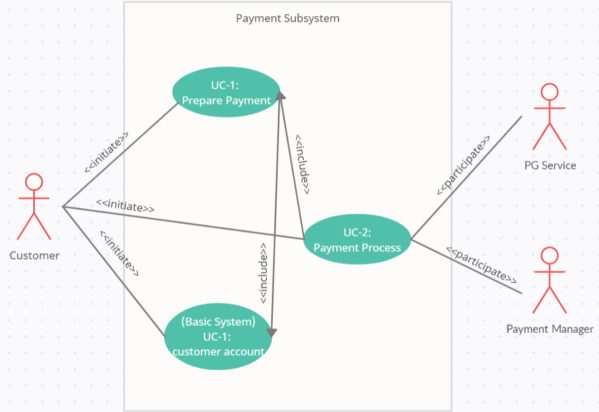 Payment Subsystem
UC-1:
Prepare Payment
<<initiate>>
<<include>>
<<participate>>
PG Service
<<initiate>>
UC-2:
Payment Process
Customer
<<initiate>>
<<include>>
<<participate>>
(Basic System)
UC-1:
customer account
Payment Manager